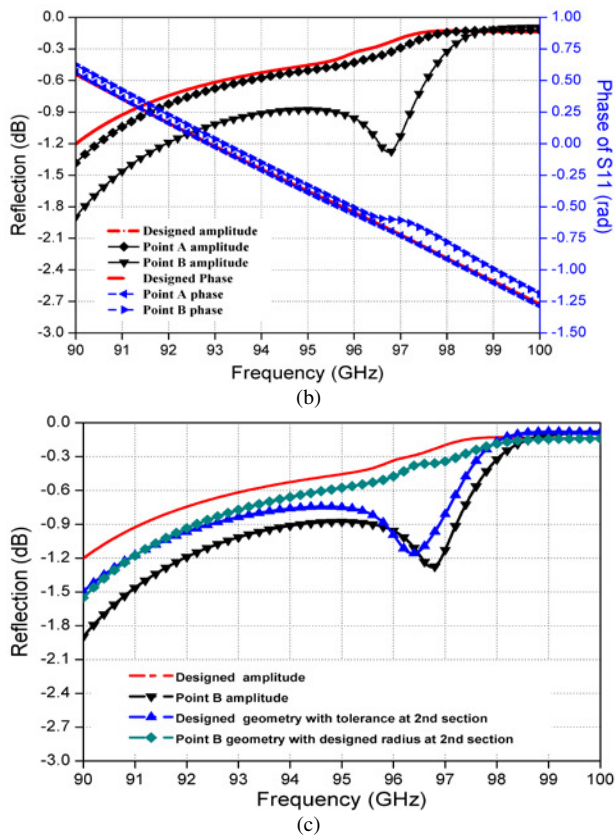 0.0
-0.3
-0.6
-0.9
-1.2
-1.5
-1.8
-2.1
-2.4
-2.7
-3.0
Reflection (dB)
Designed amplitude
Point A amplitude
Point B amplitude
Designed Phase
Point A phase
Point B phase
1.00
0.75
0.50
0.25
0.00
-0.25
-0.50
-0.75
-1.00
-1.25
-1.50
Phase of S11 (rad)
90 91 92 93 94 95 96 97 98 99 100
Frequency (GHz)
(b)
0.0
-0.3
-0.6
-0.9
-1.2
-1.5
-1.8
-2.1
-2.4
-2.7
-3.0
Reflection (dB)
Designed amplitude
Point B amplitude
Designed geometry with tolerance at 2nd section
Point B geometry with designed radius at 2nd section
90 91 92 93 94 95 96 97 98 99 100
Frequency (GHz)
(c)